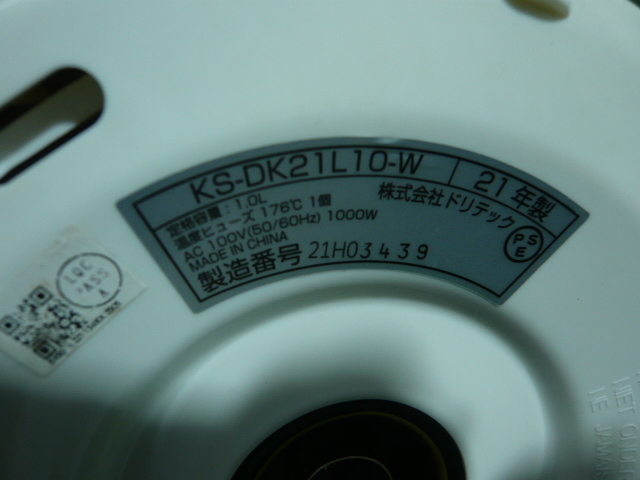 KS-DK21L10-W 21年製
定格容量：1.0L
温度ヒューズ 176℃ 1個
AC 100V(50/60Hz) 1000W
MADE IN CHINA
株式会社ドリテック
PSE
製造番号 21H03439
PASS